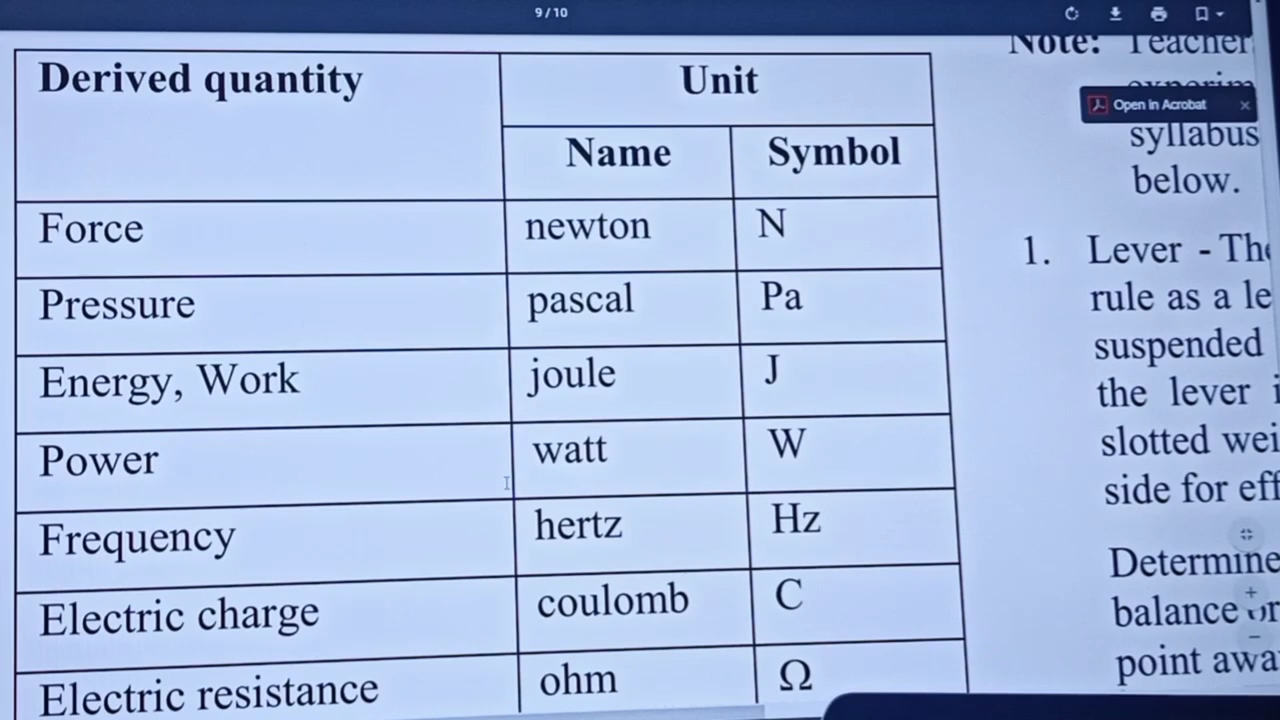 9/10
Derived quantity Unit
Name Symbol
Force newton N
Pressure pascal Pa
Energy, Work joule J
Power watt W
Frequency hertz Hz
Electric charge coulomb C
Electric resistance ohm Ω
Note: Teacher
Open in Acrobat
syllabus
below.
1. Lever - The
rule as a le
suspended
the lever i
slotted wei
side for eff
Determine
balance or
point awa